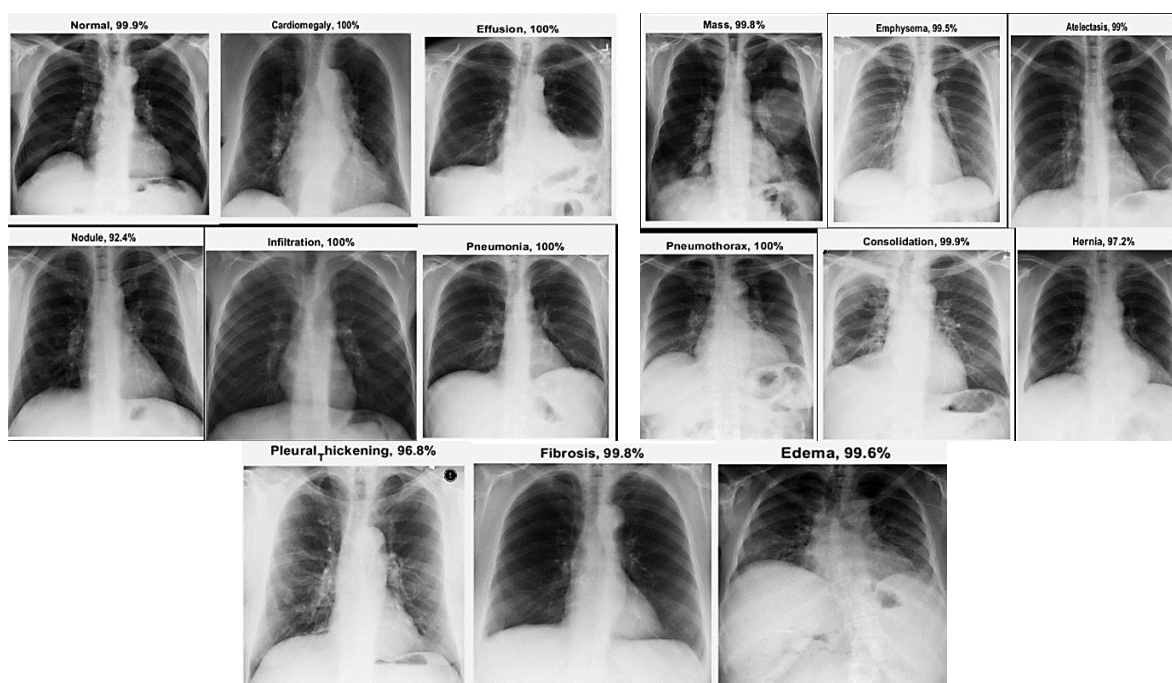 Normal, 99.9%
Cardiomegaly, 100%
Effusion, 100%
Mass, 99.8%
Emphysema, 99.5%
Atelectasis, 99%
Nodule, 92.4%
Infiltration, 100%
Pneumonia, 100%
Pneumothorax, 100%
Consolidation, 99.9%
Hernia, 97.2%
Pleural_Thickening, 96.8%
Fibrosis, 99.8%
Edema, 99.6%